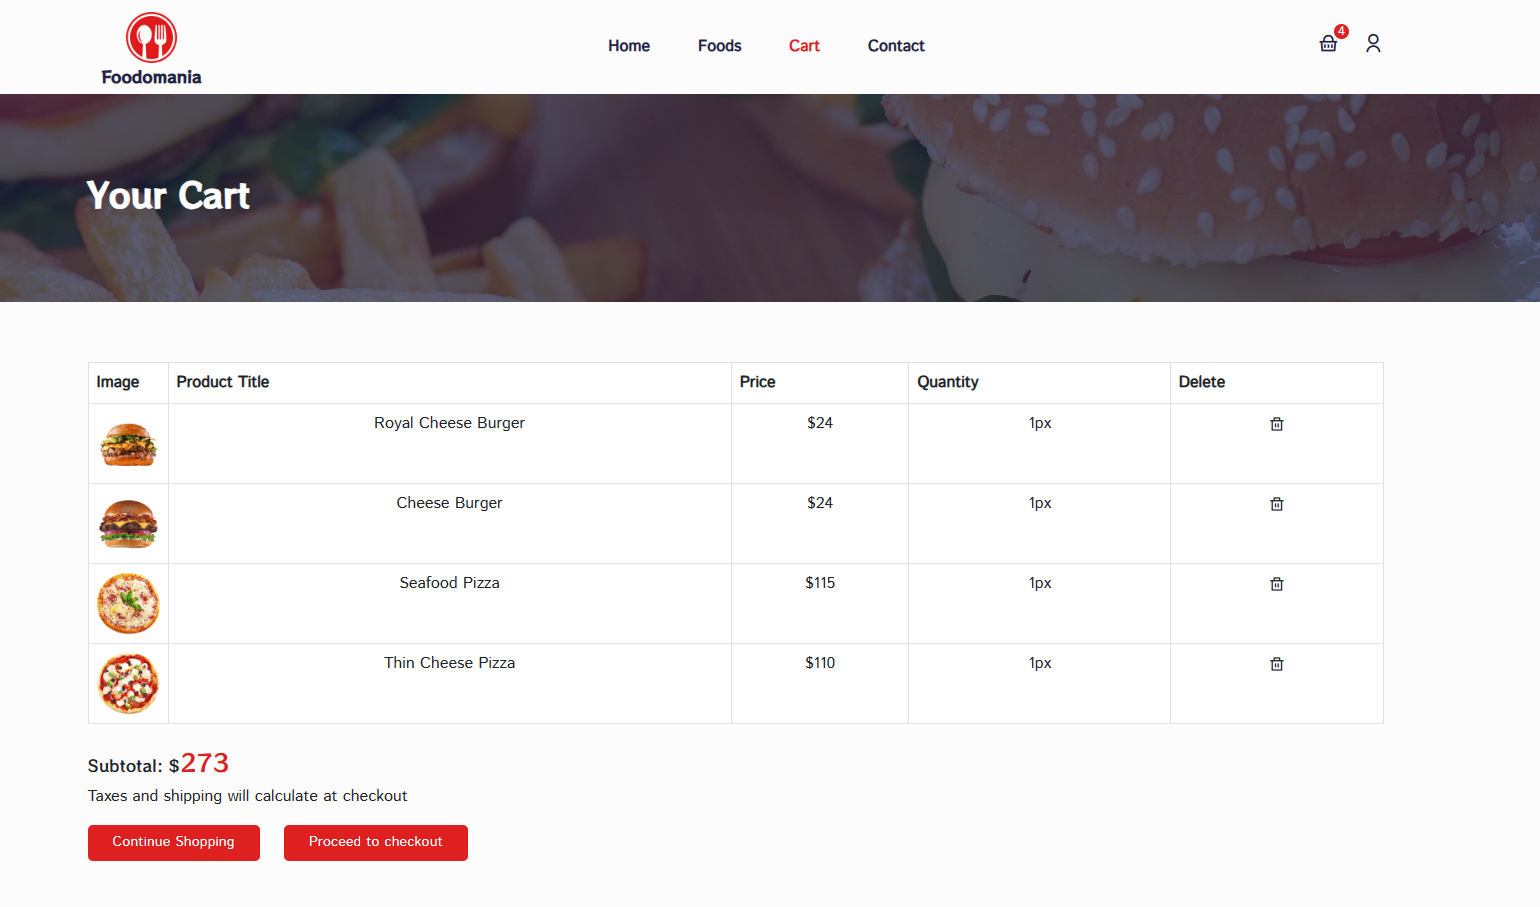 Foodomania
Home Foods Cart Contact
4
Your Cart
Image Product Title Price Quantity Delete
Royal Cheese Burger $24 1px
Cheese Burger $24 1px
Seafood Pizza $115 1px
Thin Cheese Pizza $110 1px
Subtotal: $273
Taxes and shipping will calculate at checkout
Continue Shopping Proceed to checkout